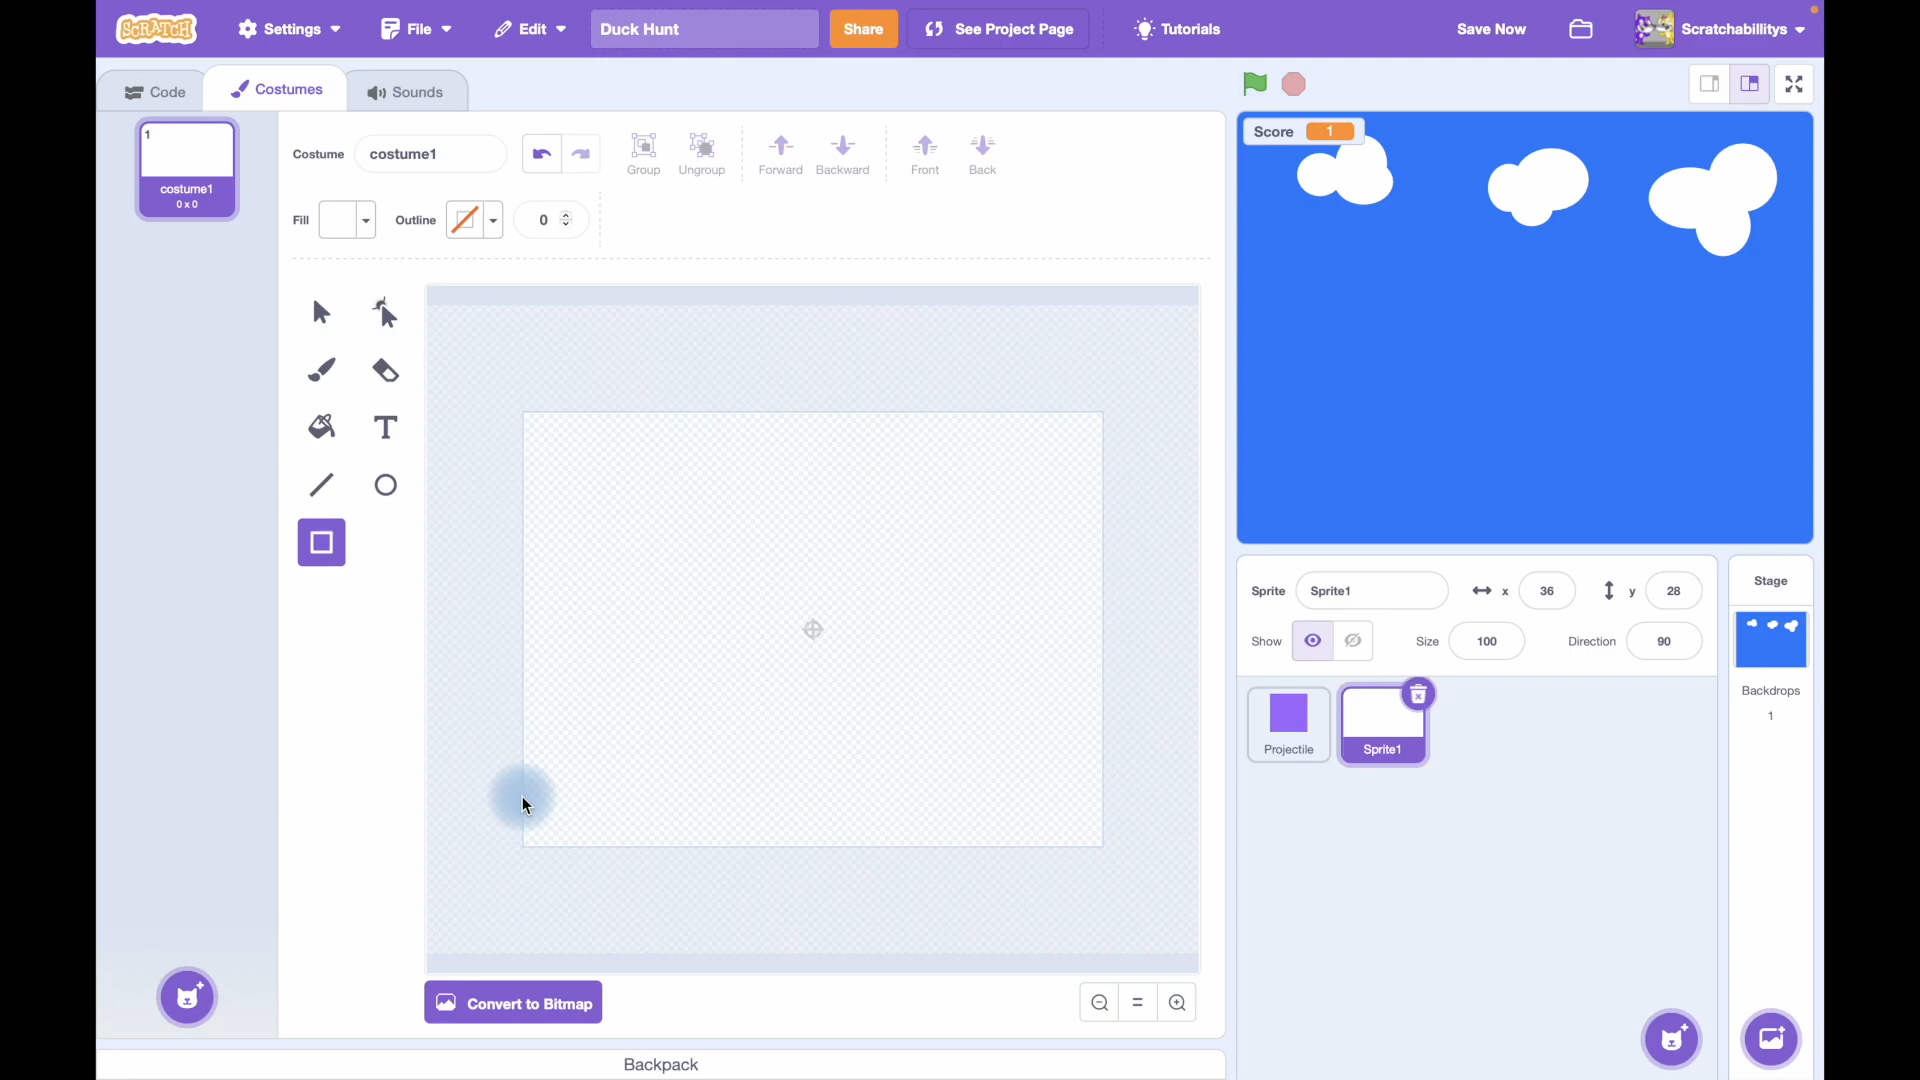 SCRATCH Settings File Edit Duck Hunt Share See Project Page Tutorials Save Now Scratchabillitys
Code Costumes Sounds
1
costume1
0 x 0
Costume costume1
Group Ungroup Forward Backward Front Back
Fill Outline 0
Convert to Bitmap
Backpack
Score 1
Sprite Sprite1 x 36 y 28
Show Size 100 Direction 90
Projectile
Sprite1
Stage
Backdrops
1